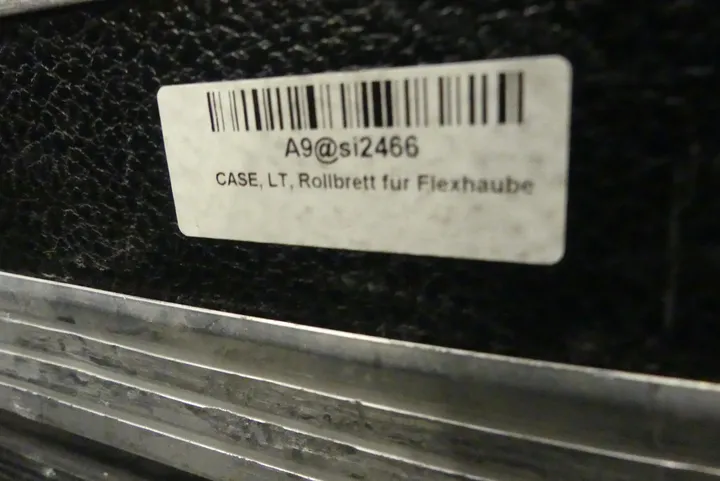 A9@si2466
CASE, LT, Rollbrett für Flexhaube